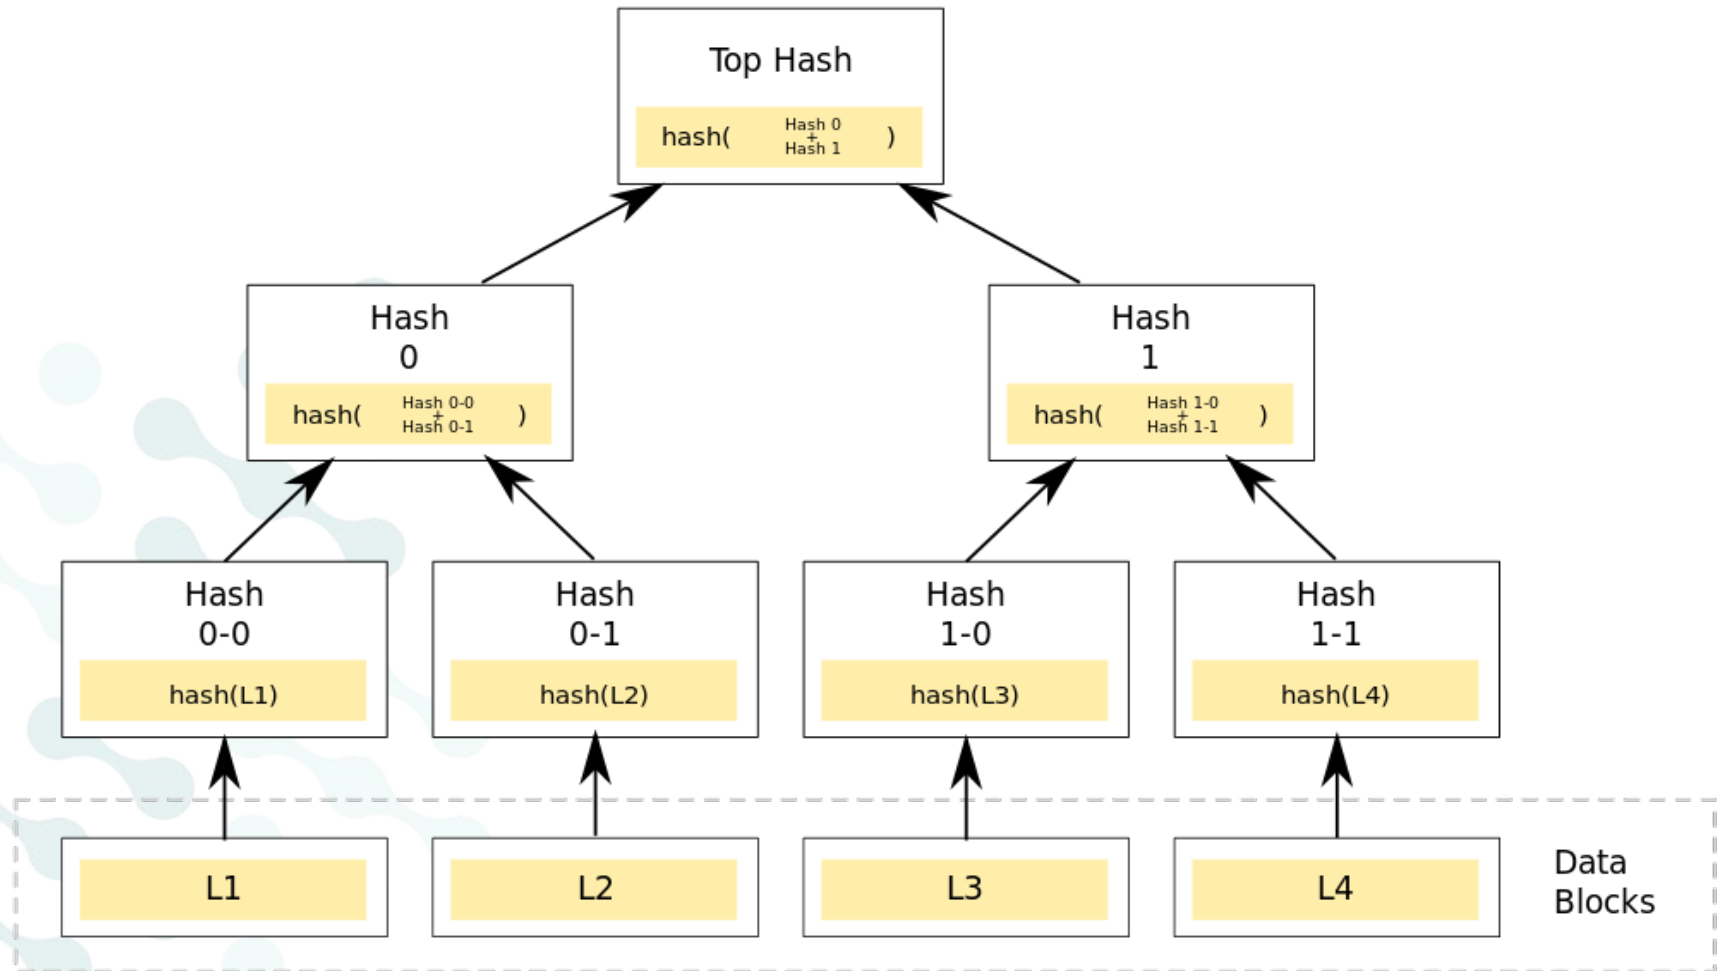 Top Hash
hash( Hash 0 + Hash 1 )
Hash
0
hash( Hash 0-0 + Hash 0-1 )
Hash
1
hash( Hash 1-0 + Hash 1-1 )
Hash
0-0
hash(L1)
Hash
0-1
hash(L2)
Hash
1-0
hash(L3)
Hash
1-1
hash(L4)
L1
L2
L3
L4
Data
Blocks